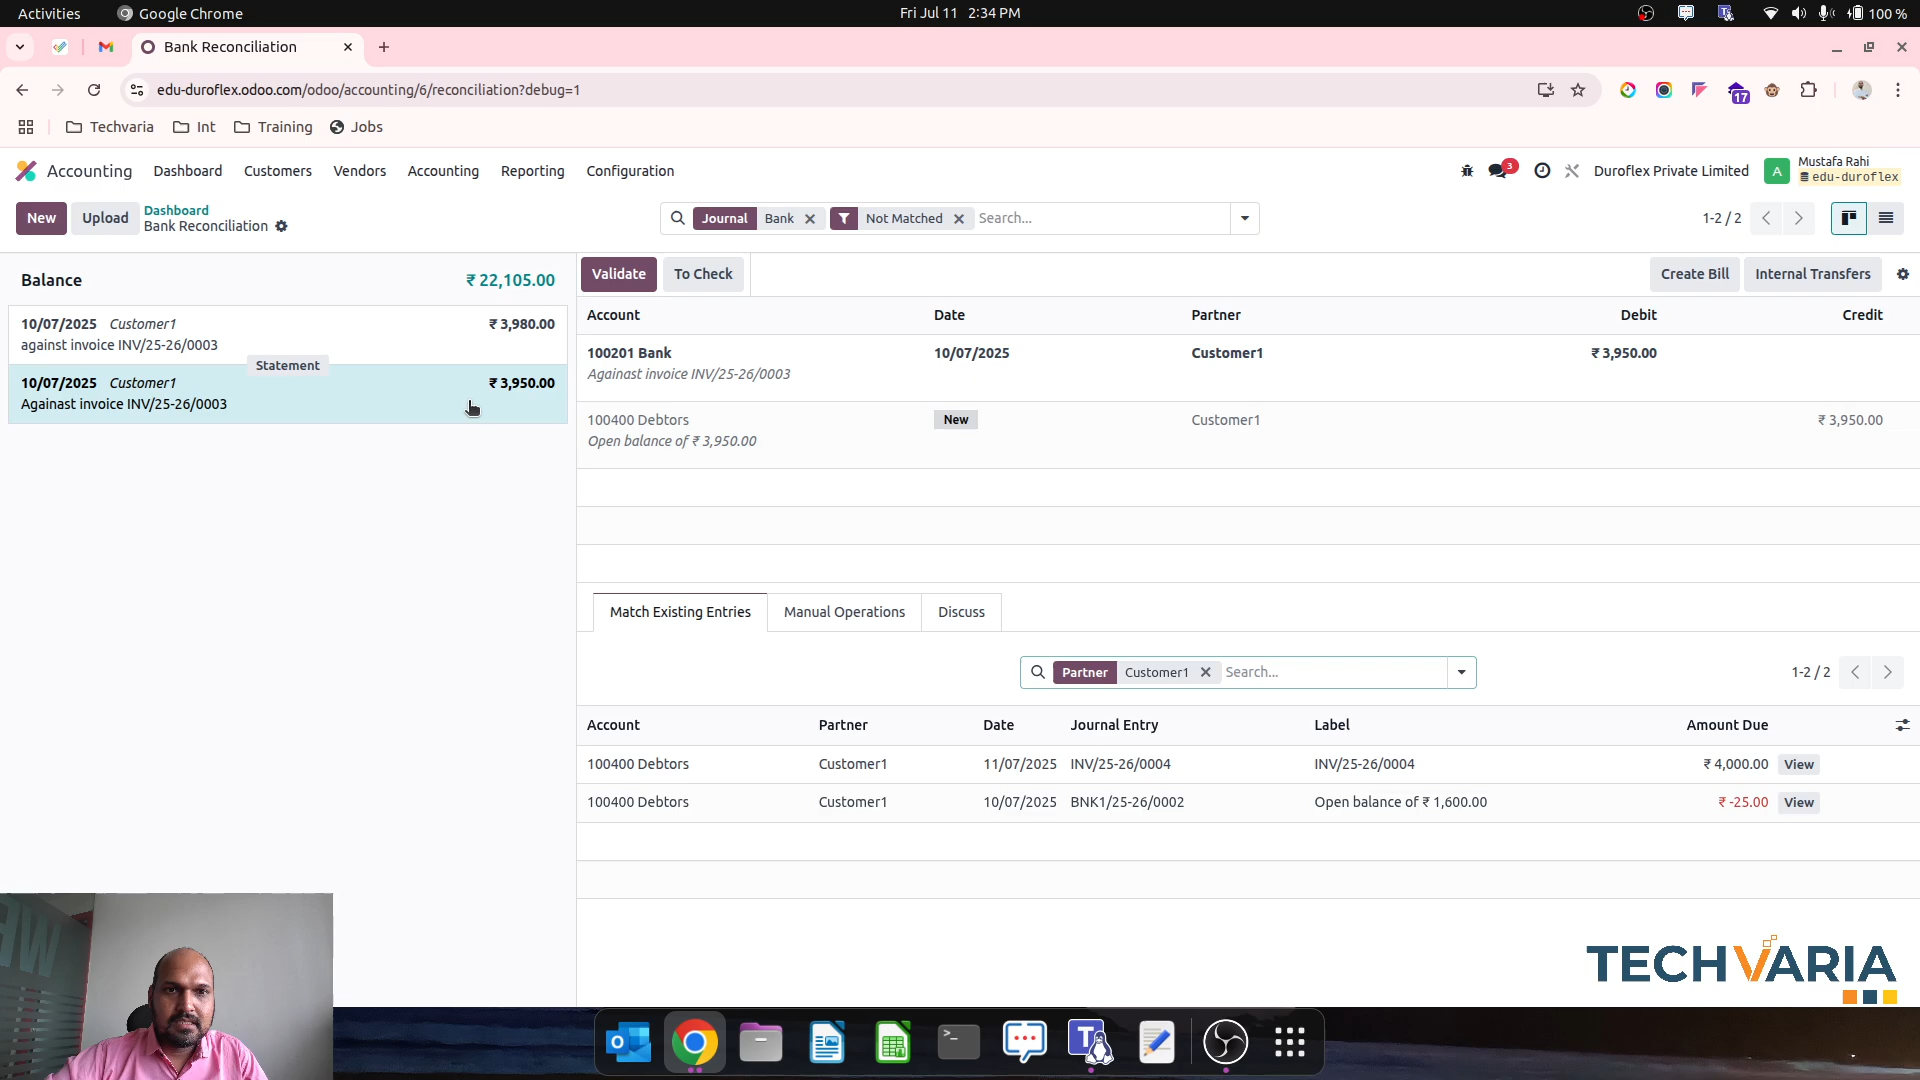 Activities Google Chrome Fri Jul 11 2:34 PM 100 %
Bank Reconciliation
edu-duroflex.odoo.com/odoo/accounting/6/reconciliation?debug=1 17
Techvaria Int Training Jobs
Accounting Dashboard Customers Vendors Accounting Reporting Configuration 3 Duroflex Private Limited A Mustafa Rahi
edu-duroflex
New Upload Dashboard
Bank Reconciliation
Journal Bank Not Matched Search... 1-2 / 2
Balance ₹ 22,105.00
10/07/2025 Customer1 ₹ 3,980.00
against invoice INV/25-26/0003
Statement
10/07/2025 Customer1 ₹ 3,950.00
Againast invoice INV/25-26/0003
Validate To Check Create Bill Internal Transfers
Account Date Partner Debit Credit
100201 Bank 10/07/2025 Customer1 ₹ 3,950.00
Againast invoice INV/25-26/0003
100400 Debtors New Customer1 ₹ 3,950.00
Open balance of ₹ 3,950.00
Match Existing Entries Manual Operations Discuss
Partner Customer1 Search... 1-2 / 2
Account Partner Date Journal Entry Label Amount Due
100400 Debtors Customer1 11/07/2025 INV/25-26/0004 INV/25-26/0004 ₹ 4,000.00 View
100400 Debtors Customer1 10/07/2025 BNK1/25-26/0002 Open balance of ₹ 1,600.00 ₹ -25.00 View
TECHVARIA